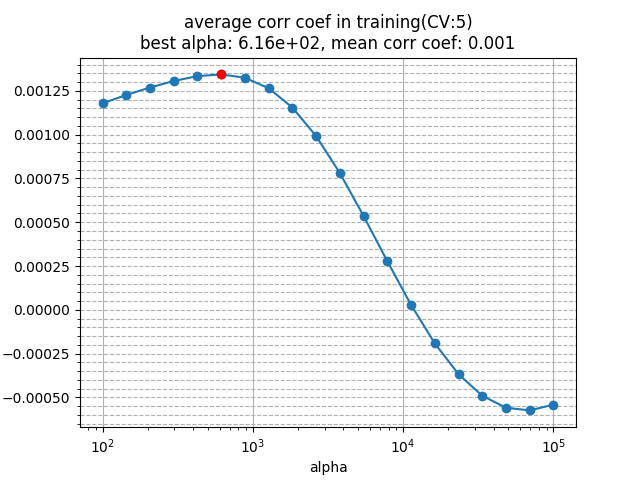 average corr coef in training(CV:5)
best alpha: 6.16e+02, mean corr coef: 0.001
0.00125
0.00100
0.00075
0.00050
0.00025
0.00000
−0.00025
−0.00050
10² 10³ 10⁴ 10⁵
alpha